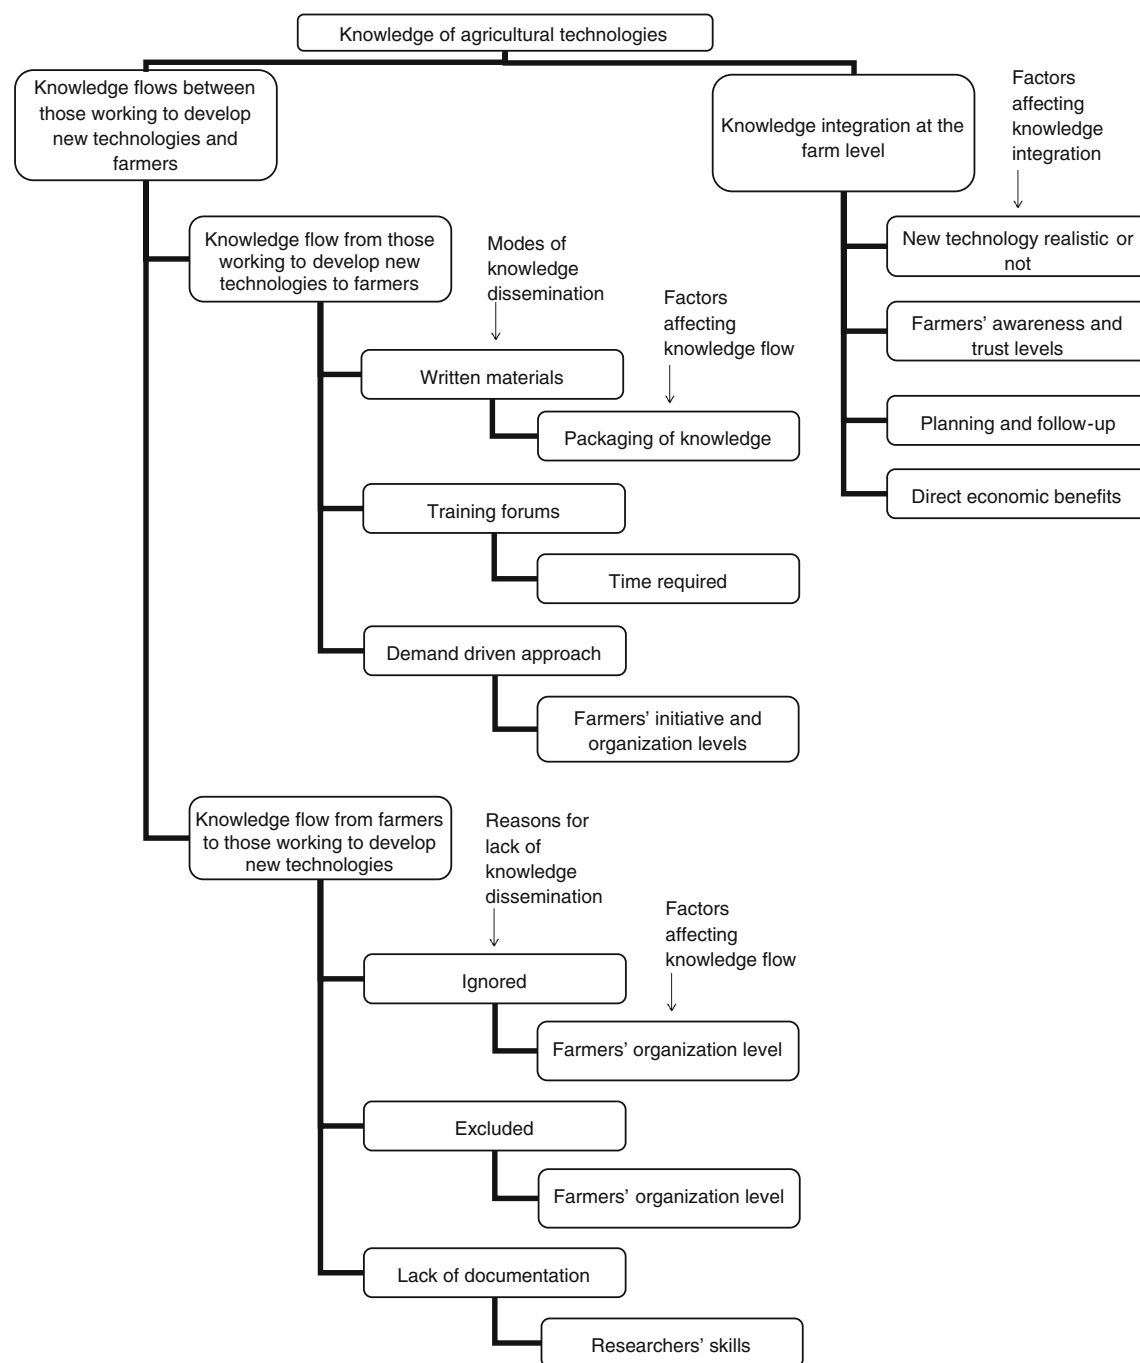 Knowledge of agricultural technologies
Knowledge flows between
those working to develop
new technologies and
farmers
Knowledge integration at the
farm level
Factors
affecting
knowledge
integration
New technology realistic or
not
Farmers' awareness and
trust levels
Planning and follow-up
Direct economic benefits
Knowledge flow from those
working to develop new
technologies to farmers
Modes of
knowledge
dissemination
Factors
affecting
knowledge flow
Written materials
Packaging of knowledge
Training forums
Time required
Demand driven approach
Farmers' initiative and
organization levels
Knowledge flow from farmers
to those working to develop
new technologies
Reasons for
lack of
knowledge
dissemination
Factors
affecting
knowledge flow
Ignored
Farmers' organization level
Excluded
Farmers' organization level
Lack of documentation
Researchers' skills